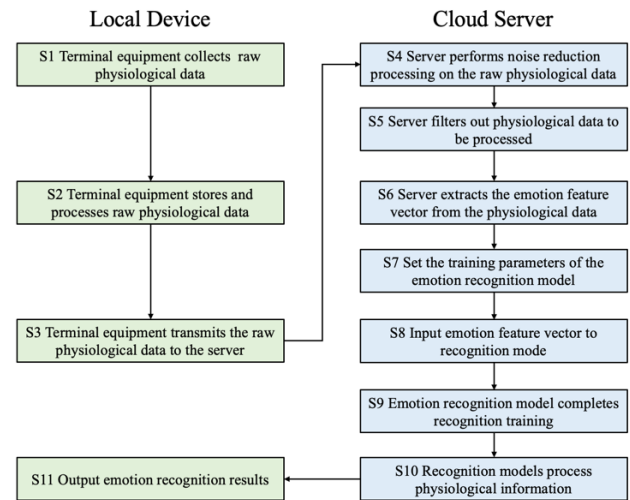 Local Device
S1 Terminal equipment collects raw
physiological data
S2 Terminal equipment stores and
processes raw physiological data
S3 Terminal equipment transmits the raw
physiological data to the server
S11 Output emotion recognition results
Cloud Server
S4 Server performs noise reduction
processing on the raw physiological data
S5 Server filters out physiological data to
be processed
S6 Server extracts the emotion feature
vector from the physiological data
S7 Set the training parameters of the
emotion recognition model
S8 Input emotion feature vector to
recognition mode
S9 Emotion recognition model completes
recognition training
S10 Recognition models process
physiological information